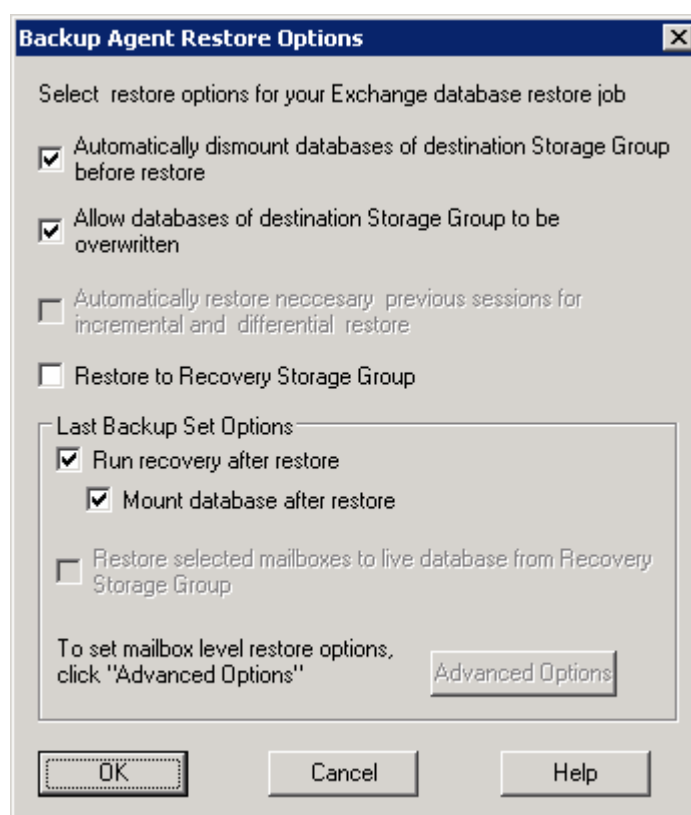 Backup Agent Restore Options
Select restore options for your Exchange database restore job
Automatically dismount databases of destination Storage Group
before restore
Allow databases of destination Storage Group to be
overwritten
Automatically restore neccesary previous sessions for
incremental and differential restore
Restore to Recovery Storage Group
Last Backup Set Options
Run recovery after restore
Mount database after restore
Restore selected mailboxes to live database from Recovery
Storage Group
To set mailbox level restore options,
click "Advanced Options"
Advanced Options
OK
Cancel
Help